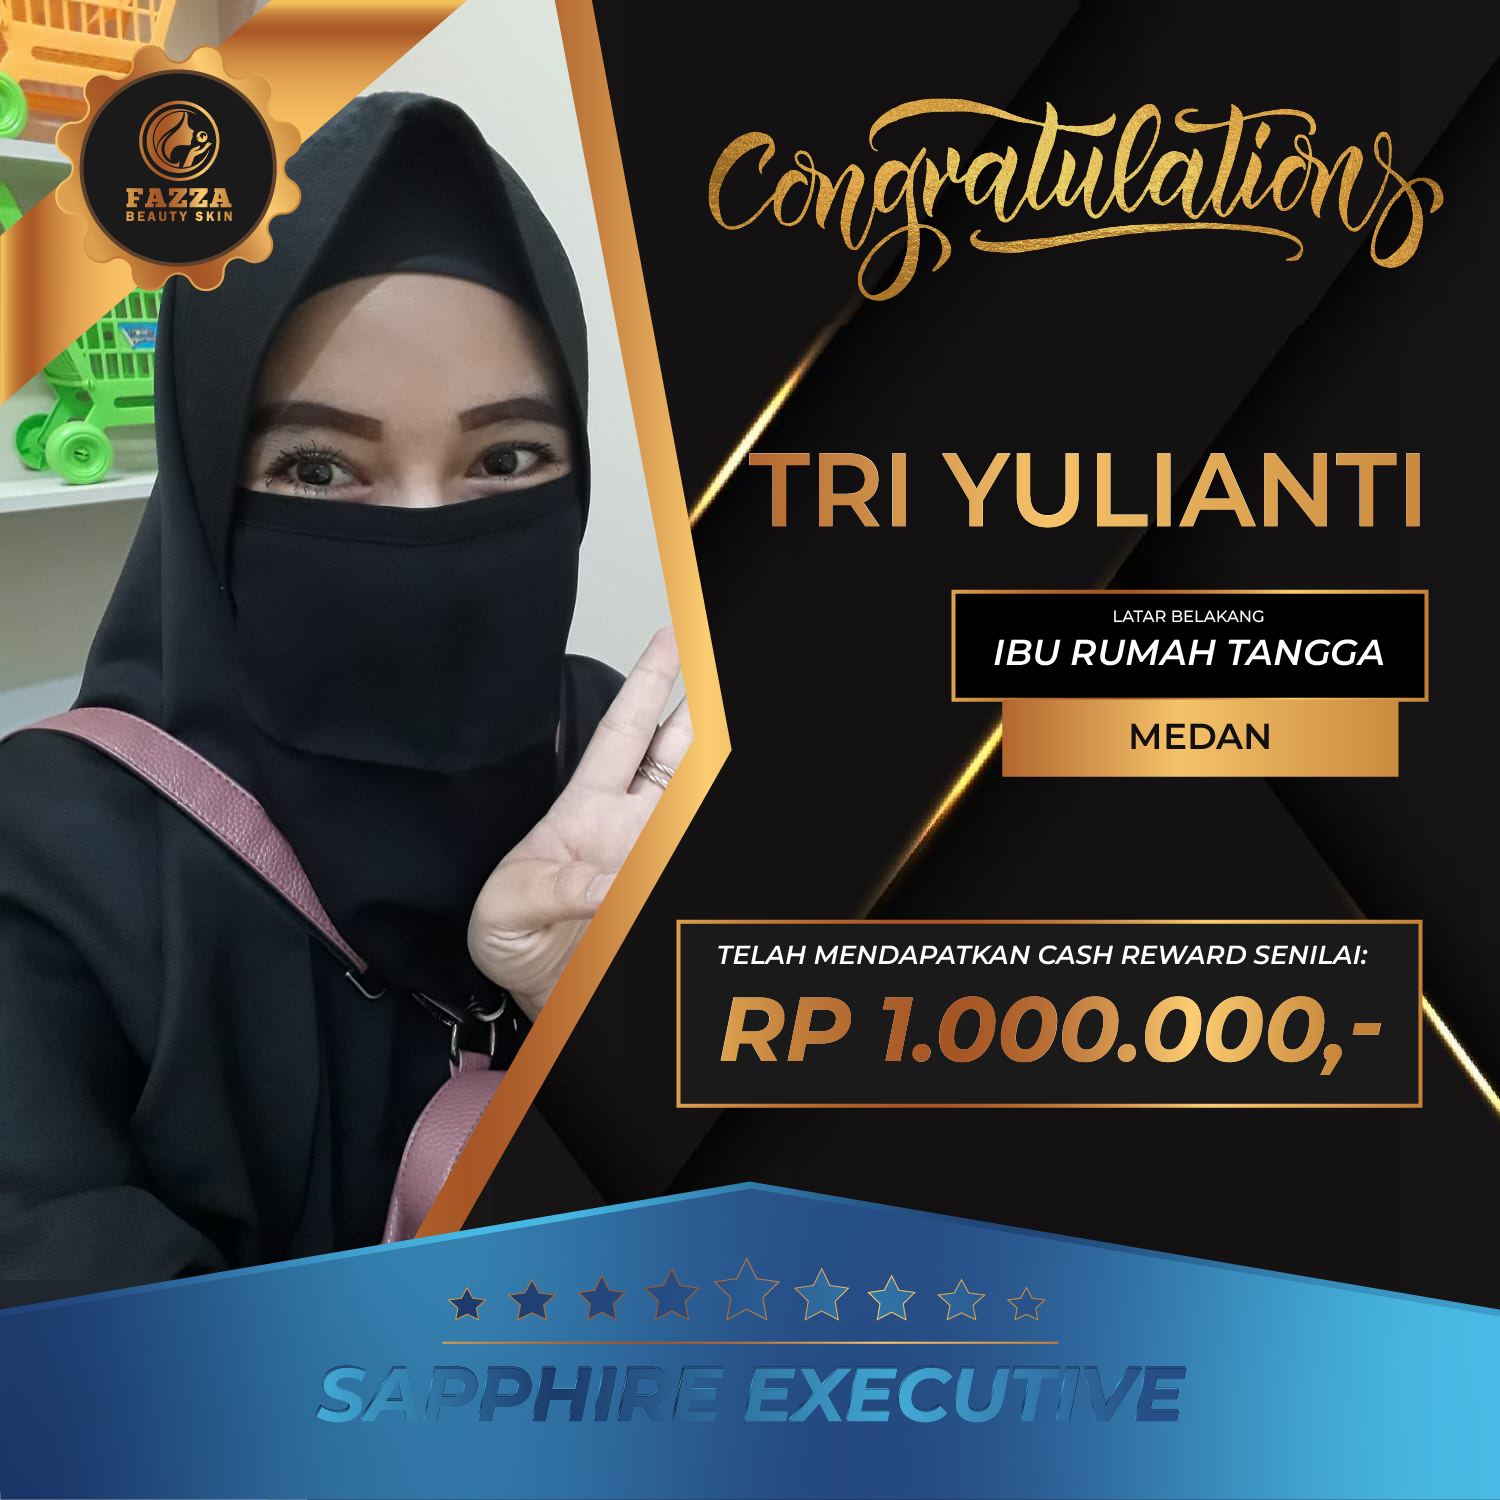 FAZZA
BEAUTY SKIN
Congratulations
TRI YULIANTI
LATAR BELAKANG
IBU RUMAH TANGGA
MEDAN
TELAH MENDAPATKAN CASH REWARD SENILAI:
RP 1.000.000,-
SAPPHIRE EXECUTIVE